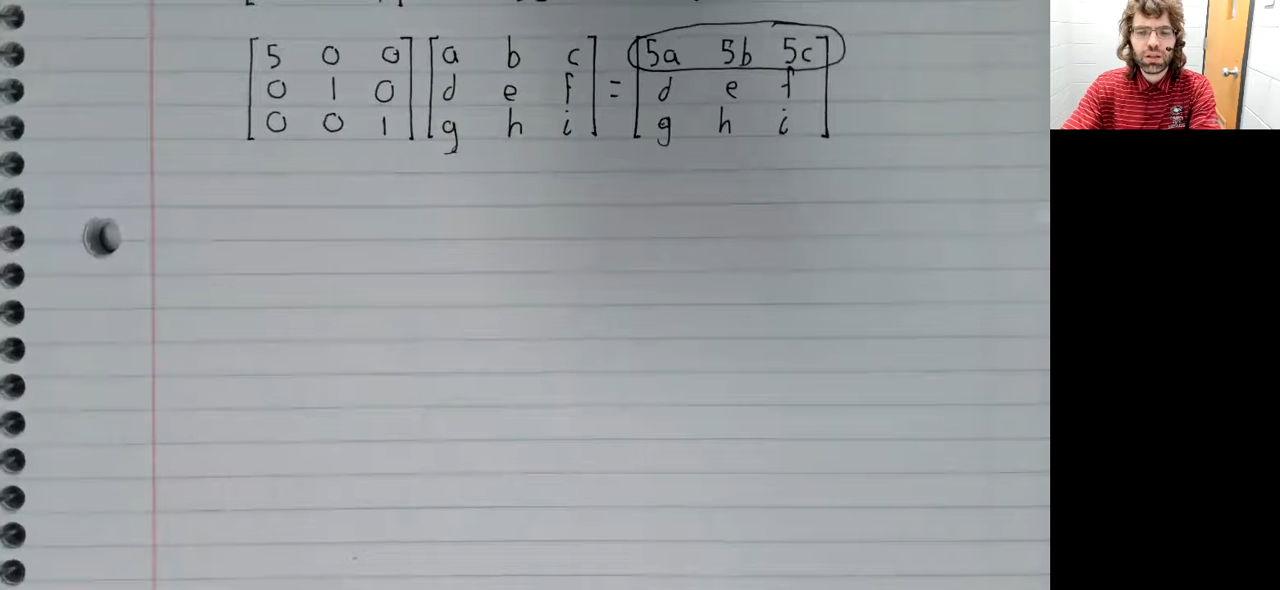 [5 0 0] [a b c] [5a 5b 5c]
[0 1 0] [d e f] = [d e f]
[0 0 1] [g h i] [g h i]